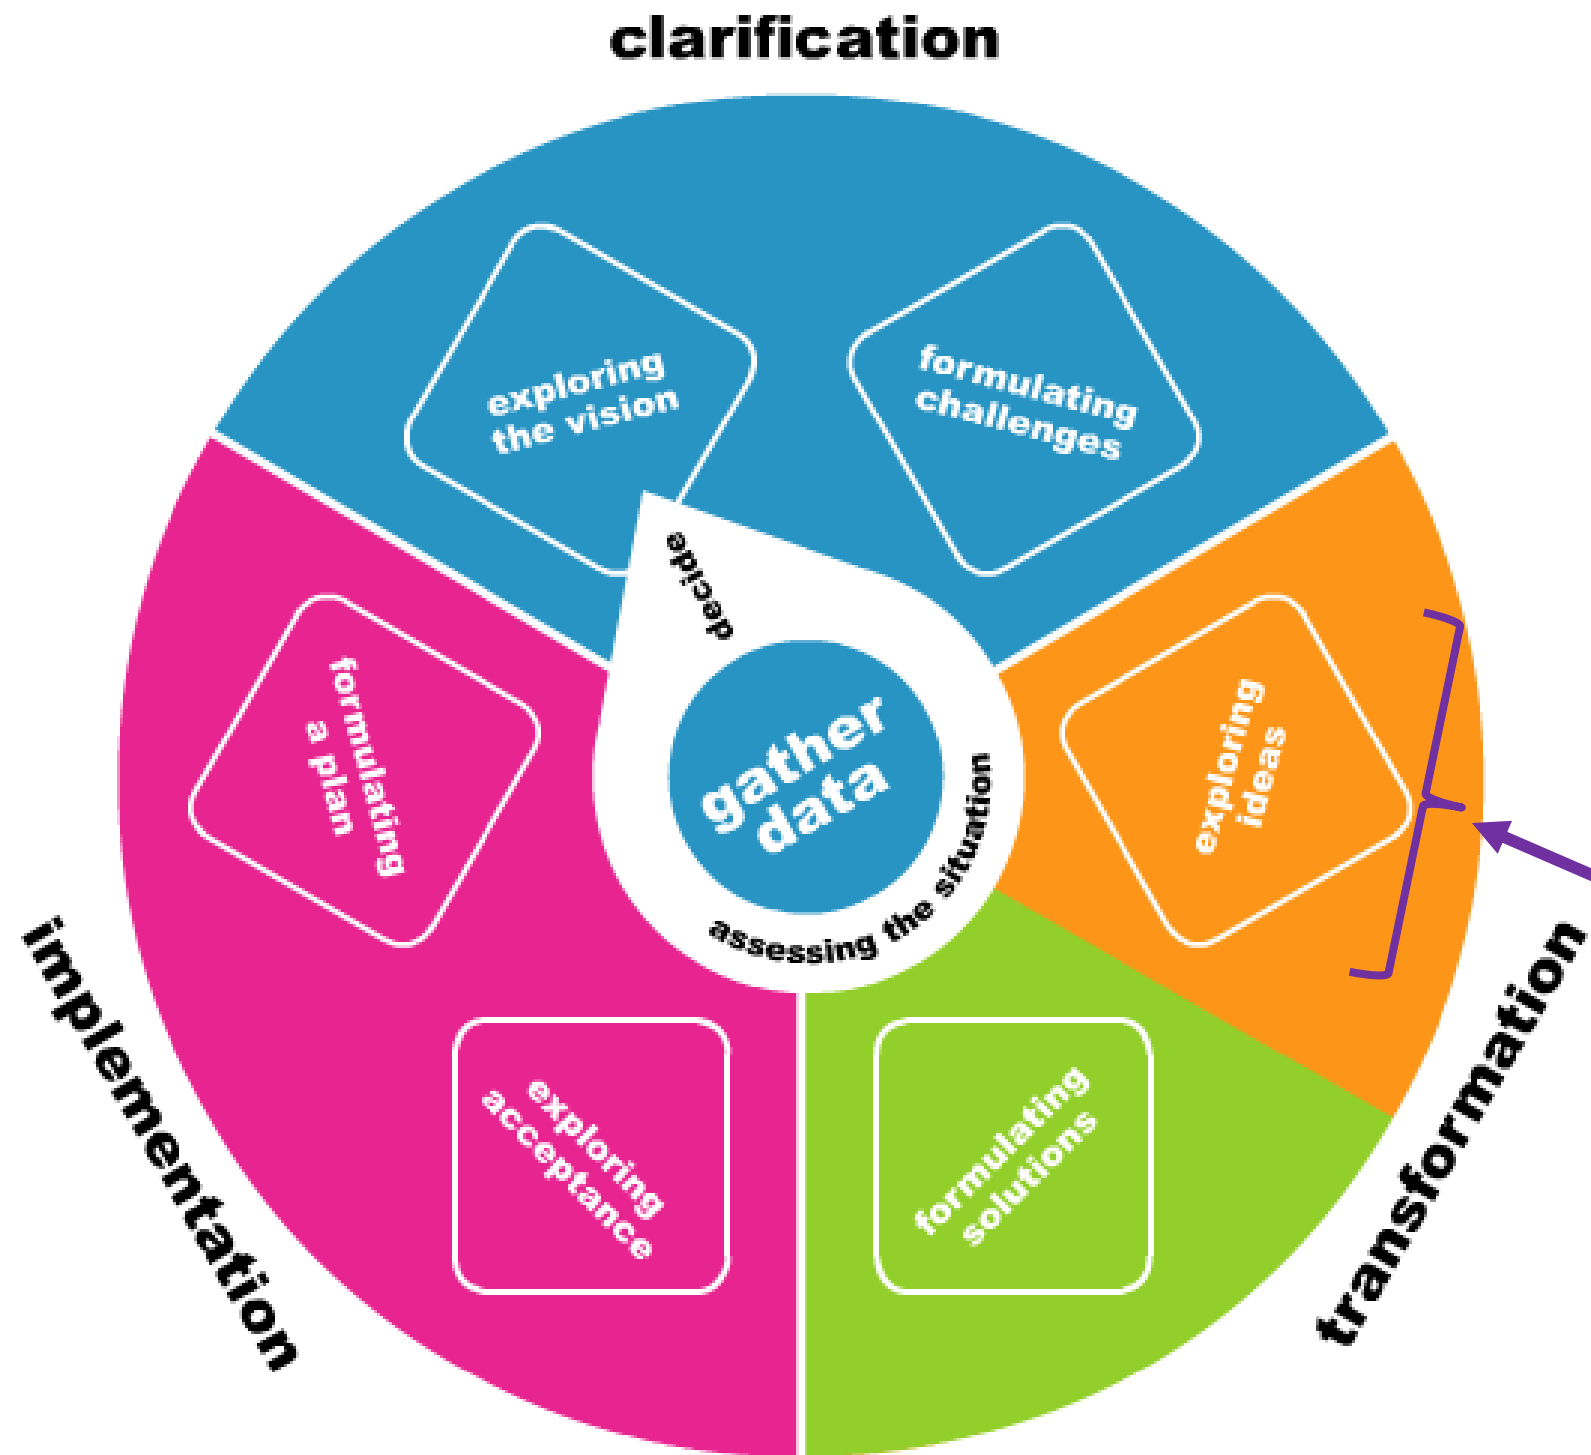 clarification
exploring
the vision
formulating
challenges
decide
gather
data
assessing the situation
exploring
ideas
formulating
solutions
transformation
exploring
acceptance
formulating
a plan
implementation